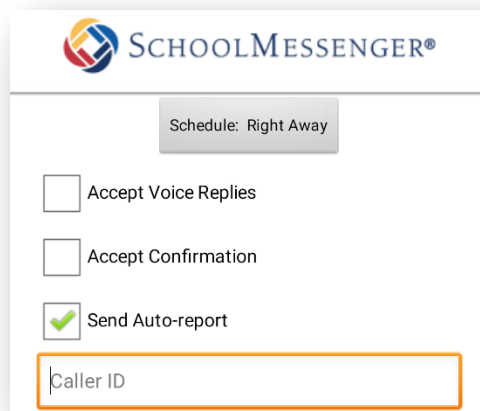 SCHOOLMESSENGER®
Schedule: Right Away
Accept Voice Replies
Accept Confirmation
Send Auto-report
Caller ID